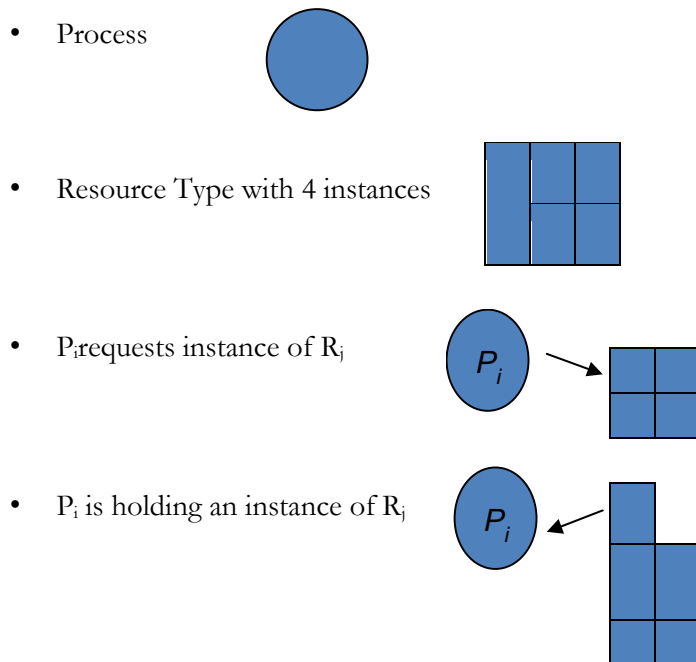 • Process
• Resource Type with 4 instances
• Pᵢrequests instance of Rⱼ
Pᵢ
• Pᵢ is holding an instance of Rⱼ
Pᵢ